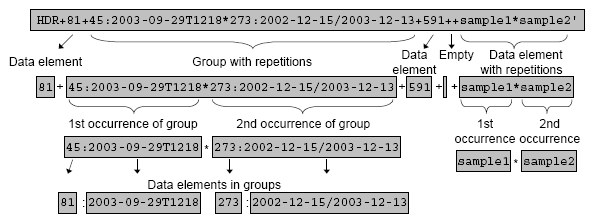 HDR+81+45:2003-09-29T1218*273:2002-12-15/2003-12-13+591++sample1*sample2'
Data element Group with repetitions Data element Empty Data element with repetitions
81 + 45:2003-09-29T1218*273:2002-12-15/2003-12-13 + 591 + + sample1*sample2
1st occurrence of group 2nd occurrence of group 1st occurrence 2nd occurrence
45:2003-09-29T1218 * 273:2002-12-15/2003-12-13 sample1 * sample2
Data elements in groups
81 : 2003-09-29T1218 273 : 2002-12-15/2003-12-13